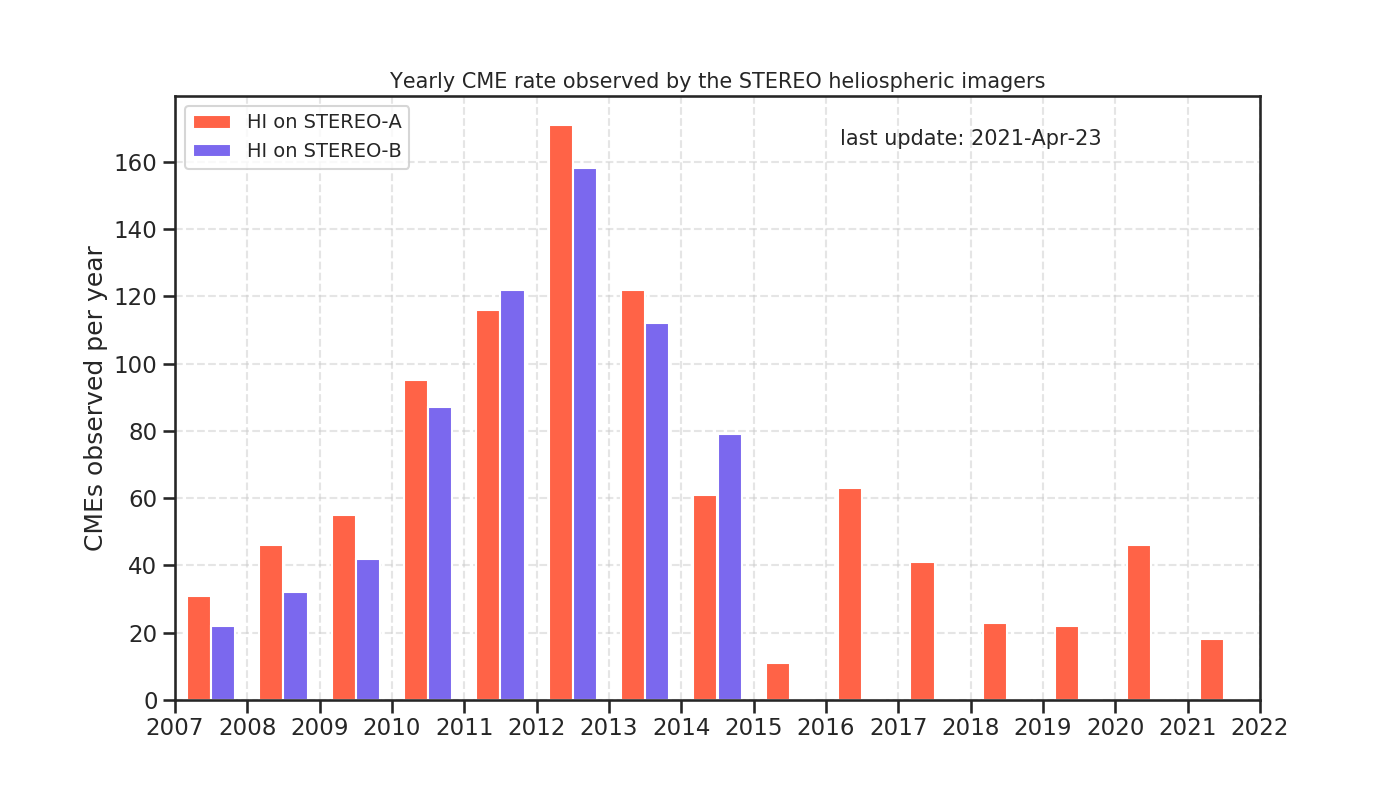 Yearly CME rate observed by the STEREO heliospheric imagers
HI on STEREO-A
HI on STEREO-B
last update: 2021-Apr-23
CMEs observed per year
160
140
120
100
80
60
40
20
0
2007 2008 2009 2010 2011 2012 2013 2014 2015 2016 2017 2018 2019 2020 2021 2022